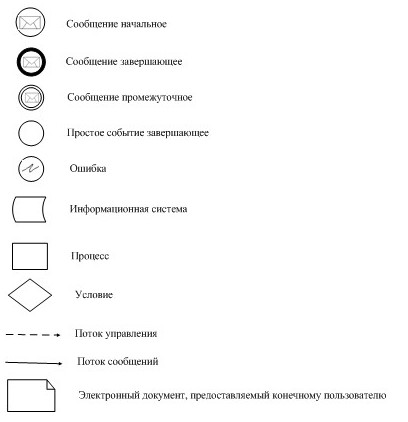 Сообщение начальное
Сообщение завершающее
Сообщение промежуточное
Простое событие завершающее
Ошибка
Информационная система
Процесс
Условие
Поток управления
Поток сообщений
Электронный документ, предоставляемый конечному пользователю